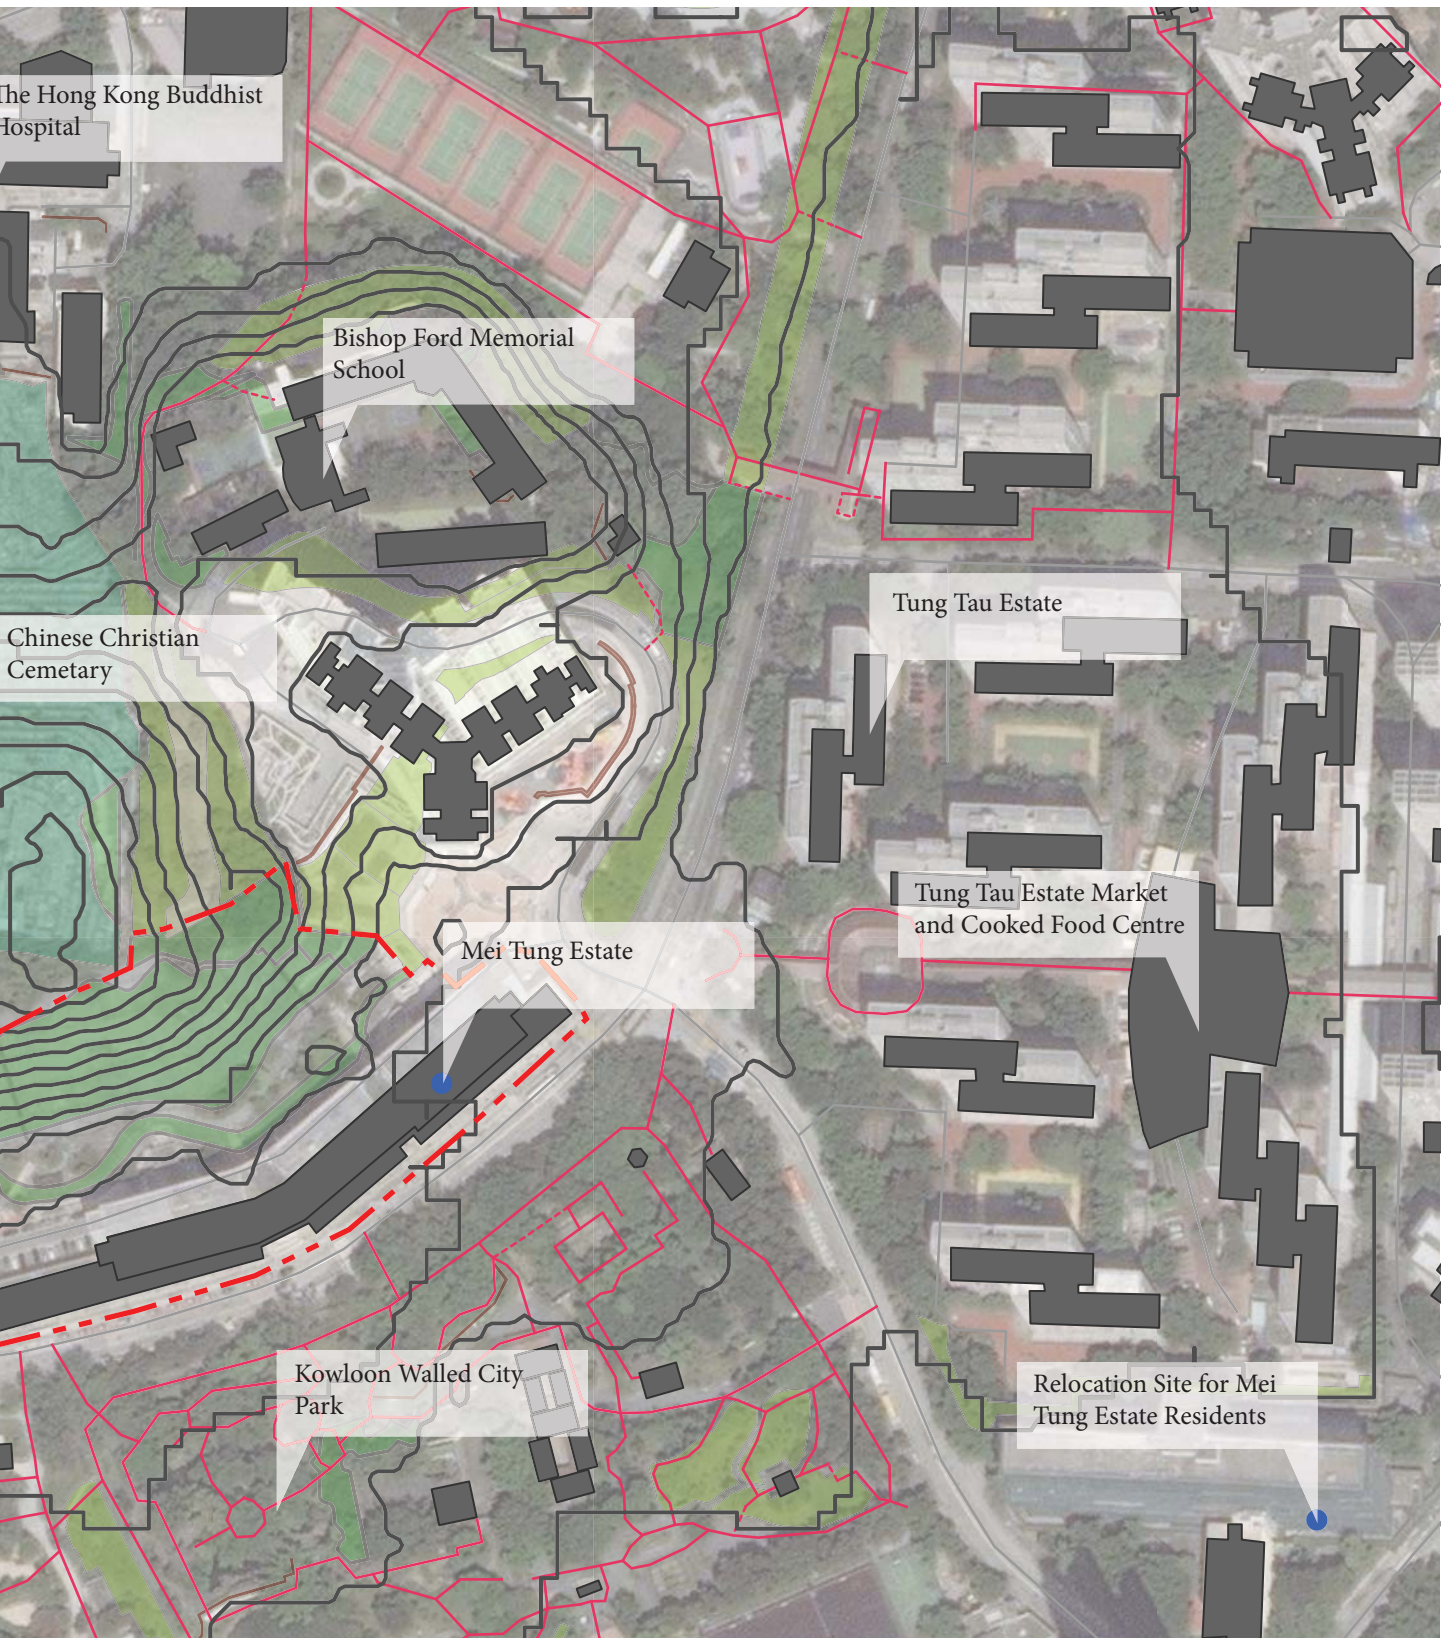 The Hong Kong Buddhist
Hospital
Bishop Ford Memorial
School
Tung Tau Estate
Chinese Christian
Cemetary
Tung Tau Estate Market
and Cooked Food Centre
Mei Tung Estate
Kowloon Walled City
Park
Relocation Site for Mei
Tung Estate Residents